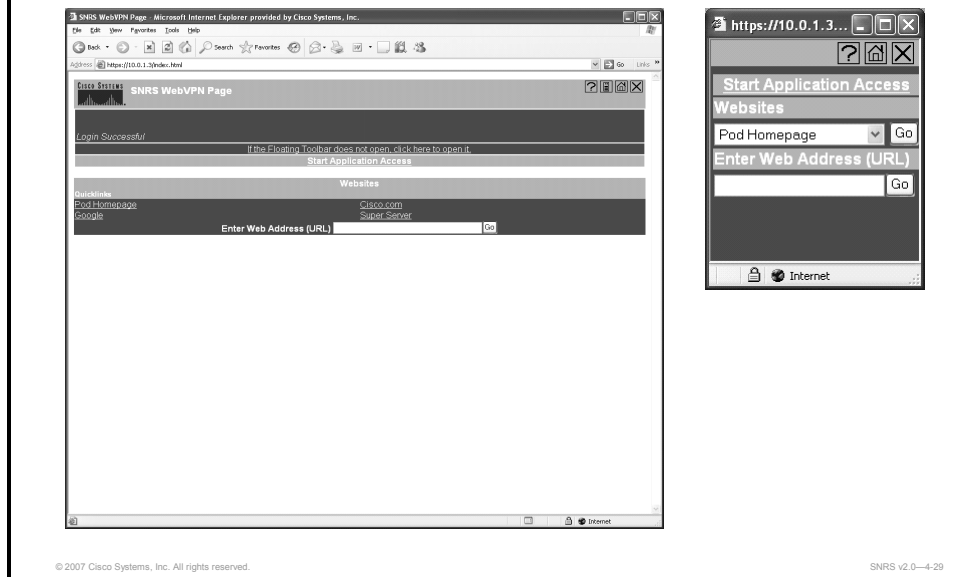 SNRS WebVPN Page - Microsoft Internet Explorer provided by Cisco Systems, Inc.
File Edit View Favorites Tools Help
Back Search Favorites
Address https://10.0.1.3/index.html Go Links »
CISCO SYSTEMS
SNRS WebVPN Page
Login Successful
If the Floating Toolbar does not open, click here to open it.
Start Application Access
Websites
Quicklinks
Pod Homepage Cisco.com
Google Super Server
Enter Web Address (URL) Go
Internet
https://10.0.1.3...
Start Application Access
Websites
Pod Homepage Go
Enter Web Address (URL)
Go
Internet
© 2007 Cisco Systems, Inc. All rights reserved. SNRS v2.0—4-29